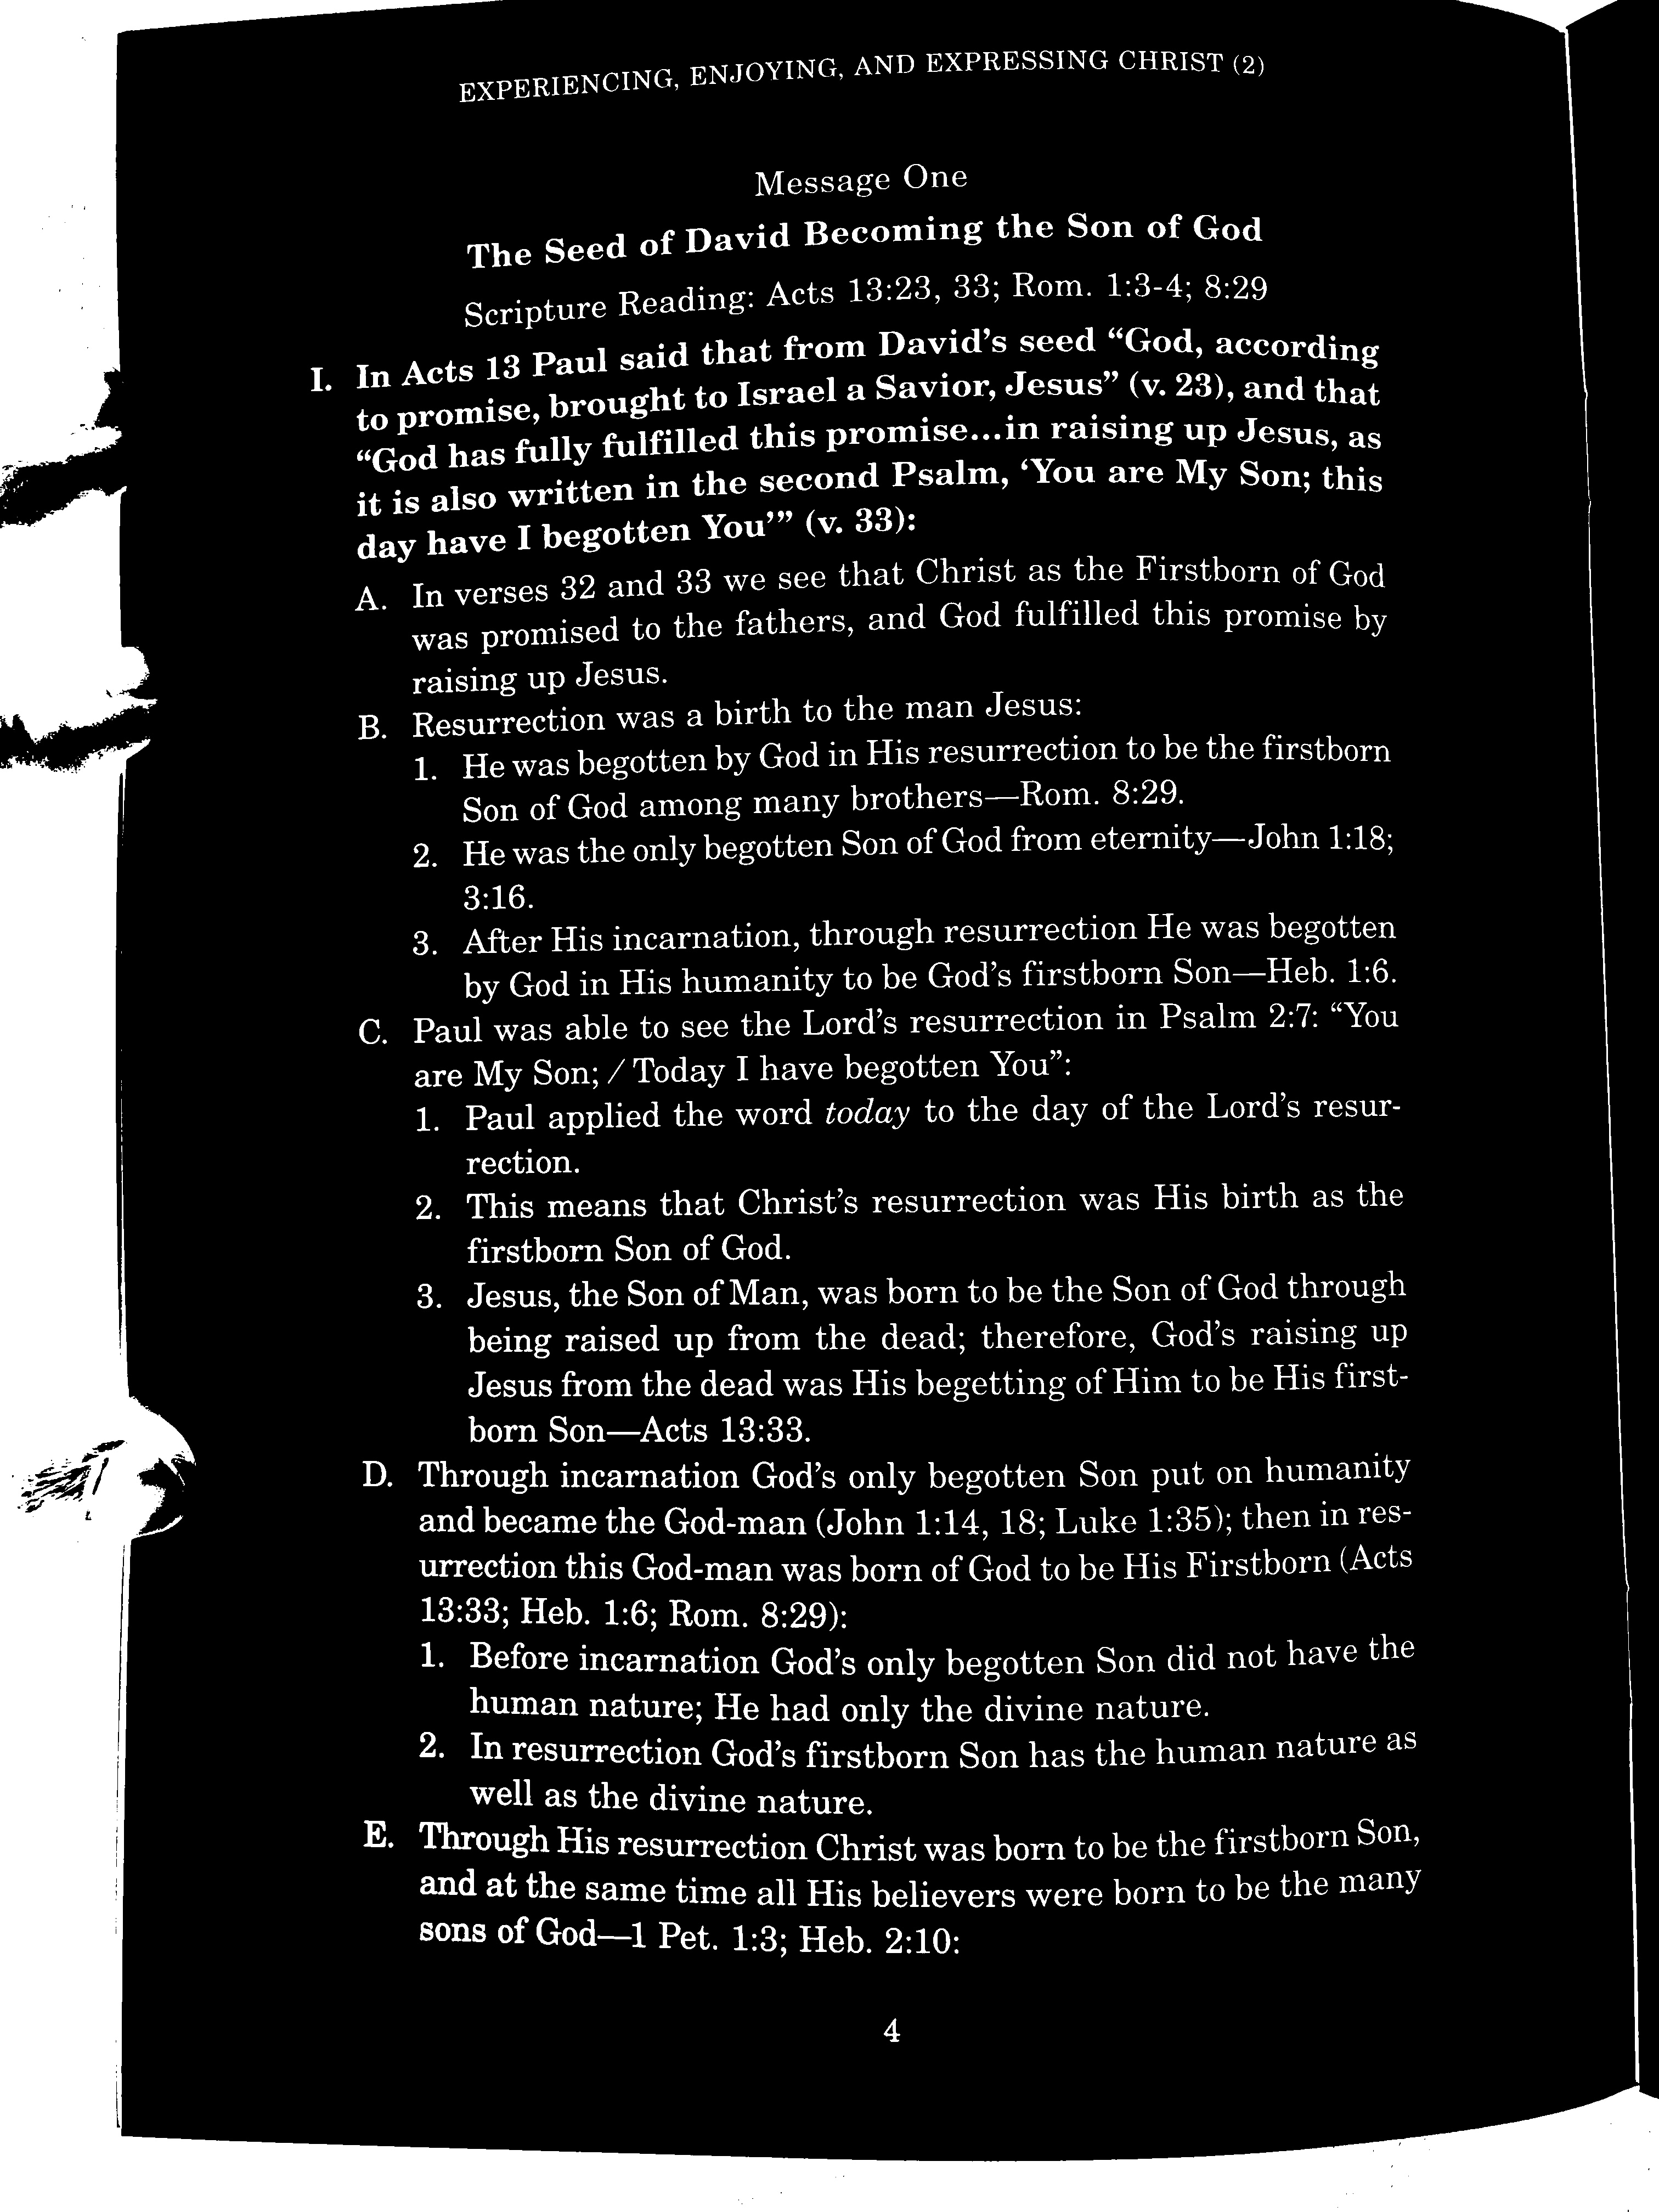 EXPERIENCING, ENJOYING, AND EXPRESSING CHRIST (2)
Message One
The Seed of David Becoming the Son of God
Scripture Reading: Acts 13:23, 33; Rom. 1:3-4; 8:29
I. In Acts 13 Paul said that from David's seed “God, according
to promise, brought to Israel a Savior, Jesus” (v. 23), and that
“God has fully fulfilled this promise...in raising up Jesus, as
it is also written in the second Psalm, ‘You are My Son; this
day have I begotten You’” (v. 33):
A. In verses 32 and 33 we see that Christ as the Firstborn of God
was promised to the fathers, and God fulfilled this promise by
raising up Jesus.
B. Resurrection was a birth to the man Jesus:
1. He was begotten by God in His resurrection to be the firstborn
Son of God among many brothers—Rom. 8:29.
2. He was the only begotten Son of God from eternity—John 1:18;
3:16.
3. After His incarnation, through resurrection He was begotten
by God in His humanity to be God's firstborn Son—Heb. 1:6.
C. Paul was able to see the Lord's resurrection in Psalm 2:7: “You
are My Son; / Today I have begotten You”:
1. Paul applied the word today to the day of the Lord's resur-
rection.
2. This means that Christ's resurrection was His birth as the
firstborn Son of God.
3. Jesus, the Son of Man, was born to be the Son of God through
being raised up from the dead; therefore, God's raising up
Jesus from the dead was His begetting of Him to be His first-
born Son—Acts 13:33.
D. Through incarnation God's only begotten Son put on humanity
and became the God-man (John 1:14, 18; Luke 1:35); then in res-
urrection this God-man was born of God to be His Firstborn (Acts
13:33; Heb. 1:6; Rom. 8:29):
1. Before incarnation God's only begotten Son did not have the
human nature; He had only the divine nature.
2. In resurrection God's firstborn Son has the human nature as
well as the divine nature.
E. Through His resurrection Christ was born to be the firstborn Son,
and at the same time all His believers were born to be the many
sons of God—1 Pet. 1:3; Heb. 2:10:
4